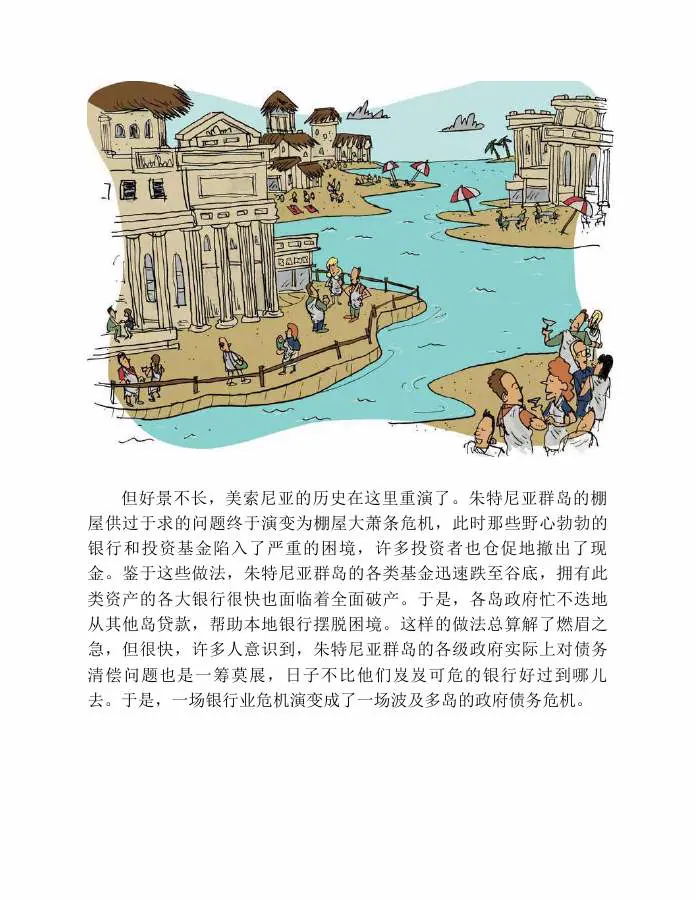 但好景不长，美索尼亚的历史在这里重演了。朱特尼亚群岛的棚
屋供过于求的问题终于演变为棚屋大萧条危机，此时那些野心勃勃的
银行和投资基金陷入了严重的困境，许多投资者也仓促地撤出了现
金。鉴于这些做法，朱特尼亚群岛的各类基金迅速跌至谷底，拥有此
类资产的各大银行很快也面临着全面破产。于是，各岛政府忙不迭地
从其他岛贷款，帮助本地银行摆脱困境。这样的做法总算解了燃眉之
急，但很快，许多人意识到，朱特尼亚群岛的各级政府实际上对债务
清偿问题也是一筹莫展，日子不比他们岌岌可危的银行好过到哪儿
去。于是，一场银行业危机演变成了一场波及多岛的政府债务危机。